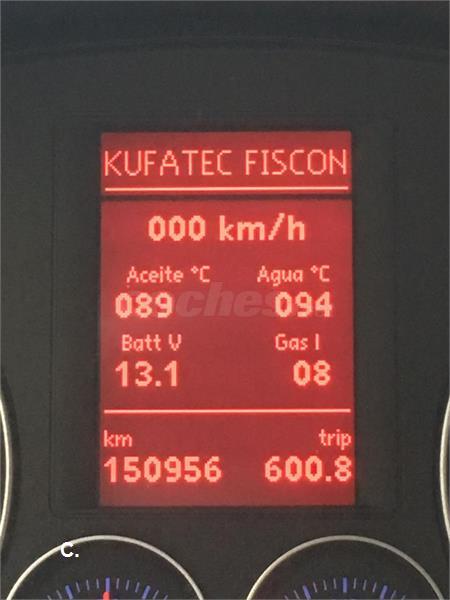 KUFATEC FISCON
000 km/h
Aceite °C Agua °C
089 094
Batt V Gas l
13.1 08
km trip
150956 600.8
C.